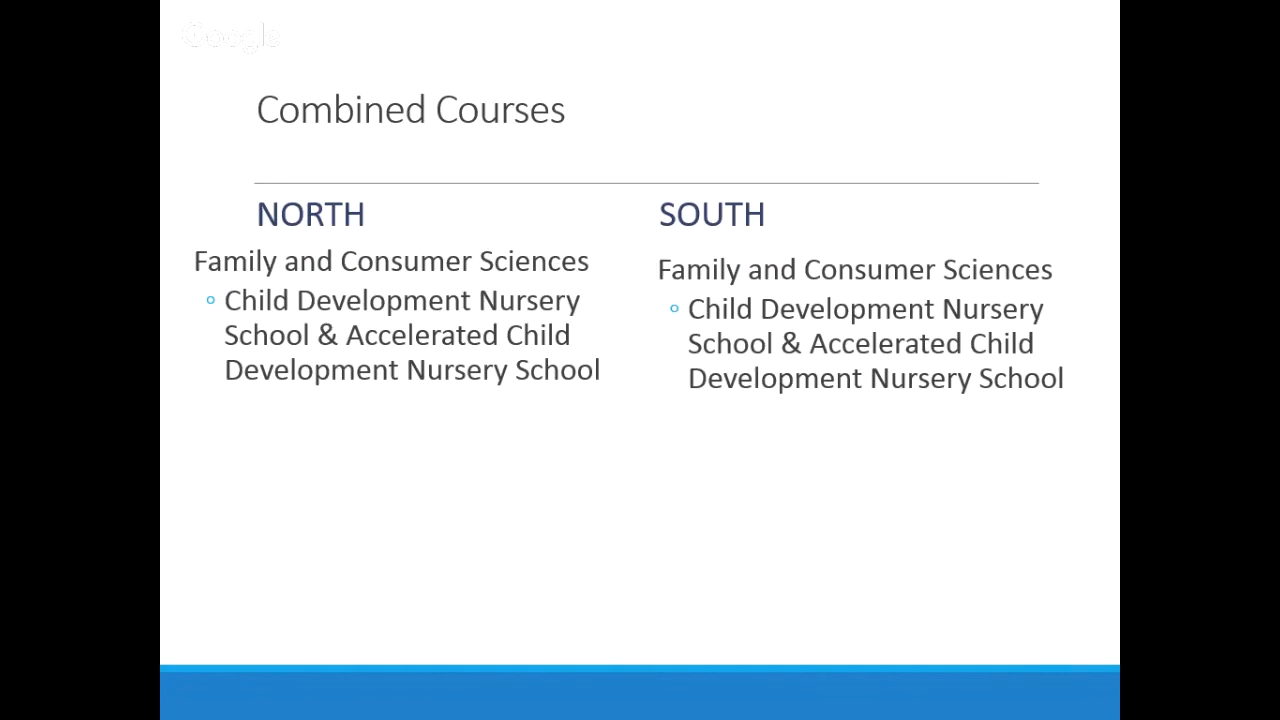 Google
Combined Courses
NORTH
Family and Consumer Sciences
◦ Child Development Nursery
School & Accelerated Child
Development Nursery School
SOUTH
Family and Consumer Sciences
◦ Child Development Nursery
School & Accelerated Child
Development Nursery School